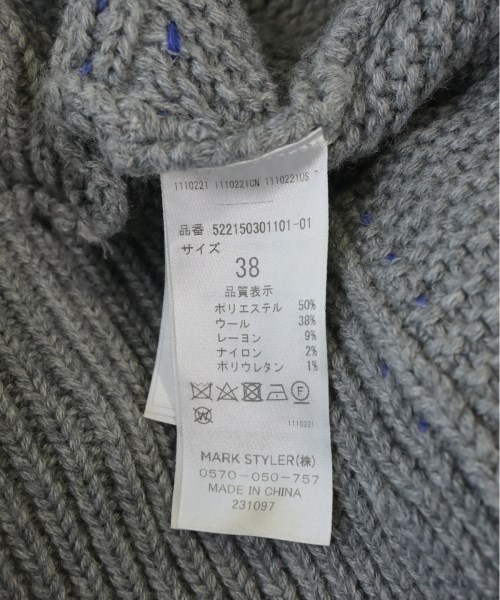 1110221 1110221CN 1110221US
品番 522150301101-01
サイズ
38
品質表示
ポリエステル 50%
ウール 38%
レーヨン 9%
ナイロン 2%
ポリウレタン 1%
F
W
1110221
MARK STYLER(株)
0570-050-757
MADE IN CHINA
231097